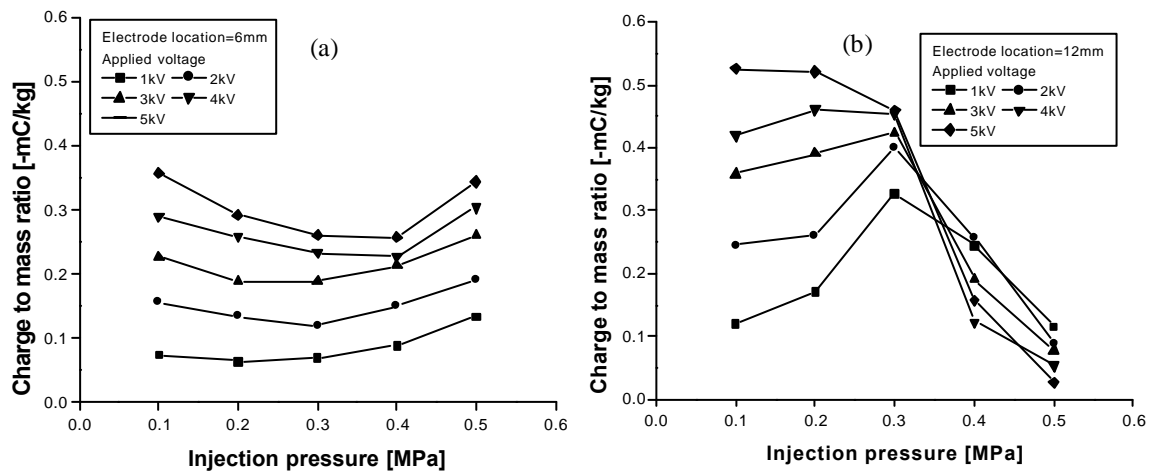 0.6
0.5
0.4
0.3
0.2
0.1
0.0
0.0 0.1 0.2 0.3 0.4 0.5 0.6
Charge to mass ratio [-mC/kg]
Injection pressure [MPa]
Electrode location=6mm
Applied voltage
1kV 2kV
3kV 4kV
5kV
(a)
0.6
0.5
0.4
0.3
0.2
0.1
0.0
0.0 0.1 0.2 0.3 0.4 0.5 0.6
Charge to mass ratio [-mC/kg]
Injection pressure [MPa]
(b)
Electrode location=12mm
Applied voltage
1kV 2kV
3kV 4kV
5kV